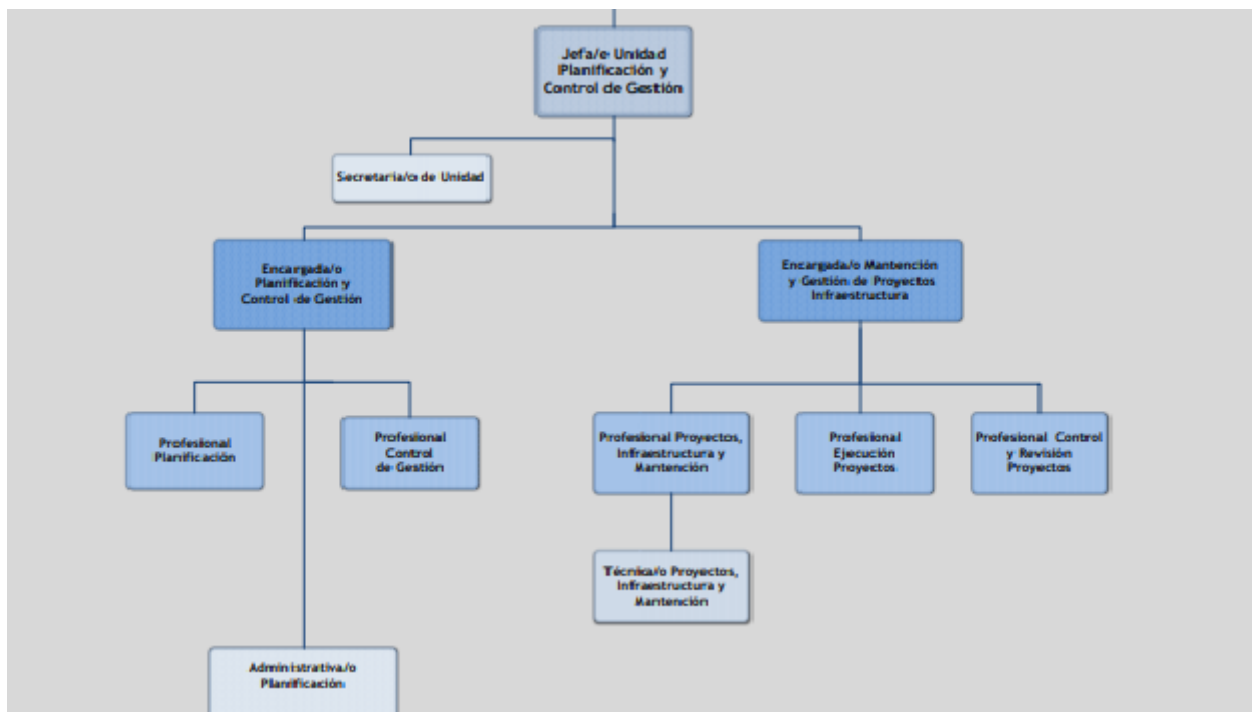 Jefa/e Unidad
Planificación y
Control de Gestión
Secretaria/o de Unidad
Encargada/o
Planificación y
Control de Gestión
Encargada/o Mantención
y Gestión de Proyectos
Infraestructura
Profesional
Planificación
Profesional
Control
de Gestión
Profesional Proyectos,
Infraestructura y
Mantención
Profesional
Ejecución
Proyectos
Profesional Control
y Revisión
Proyectos
Técnica/o Proyectos,
Infraestructura y
Mantención
Administrativa/o
Planificación